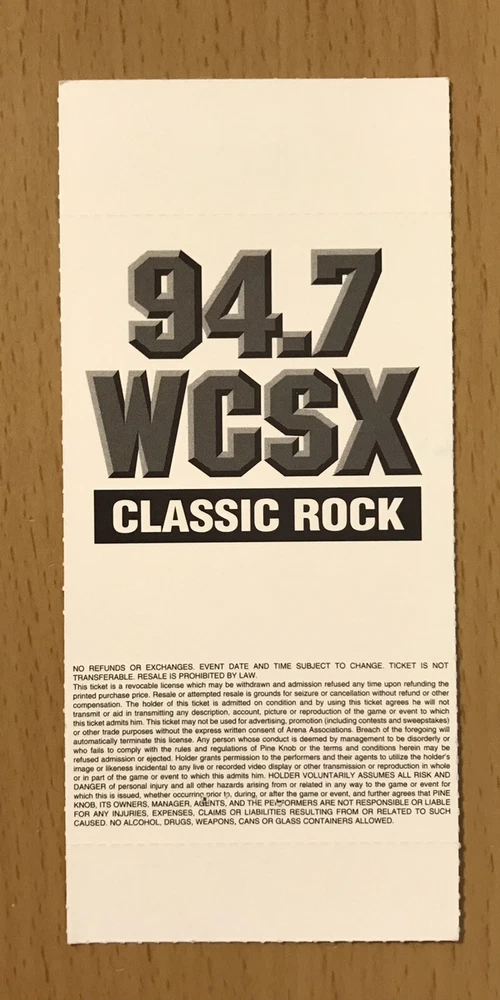 94.7
WCSX
CLASSIC ROCK
NO REFUNDS OR EXCHANGES. EVENT DATE AND TIME SUBJECT TO CHANGE. TICKET IS NOT
TRANSFERABLE. RESALE IS PROHIBITED BY LAW.
This ticket is a revocable license which may be withdrawn and admission refused any time upon refunding the
printed purchase price. Resale or attempted resale is grounds for seizure or cancellation without refund or other
compensation. The holder of this ticket is admitted on condition and by using this ticket agrees he will not
transmit or aid in transmitting any description, account, picture or reproduction of the game or event to which
this ticket admits him. This ticket may not be used for advertising, promotion (including contests and sweepstakes)
or other trade purposes without the express written consent of Arena Associations. Breach of the foregoing will
automatically terminate this license. Any person whose conduct is deemed by management to be disorderly or
who fails to comply with the rules and regulations of Pine Knob or the terms and conditions herein may be
refused admission or ejected. Holder grants permission to the performers and their agents to utilize the holder's
image or likeness incidental to any live or recorded video display or other transmission or reproduction in whole
or in part of the game or event to which this admits him. HOLDER VOLUNTARILY ASSUMES ALL RISK AND
DANGER of personal injury and all other hazards arising from or related in any way to the game or event for
which this is issued, whether occurring prior to, during, or after the game or event, and further agrees that PINE
KNOB, ITS OWNERS, MANAGER, AGENTS, AND THE PERFORMERS ARE NOT RESPONSIBLE OR LIABLE
FOR ANY INJURIES, EXPENSES, CLAIMS OR LIABILITIES RESULTING FROM OR RELATED TO SUCH
CAUSED. NO ALCOHOL, DRUGS, WEAPONS, CANS OR GLASS CONTAINERS ALLOWED.